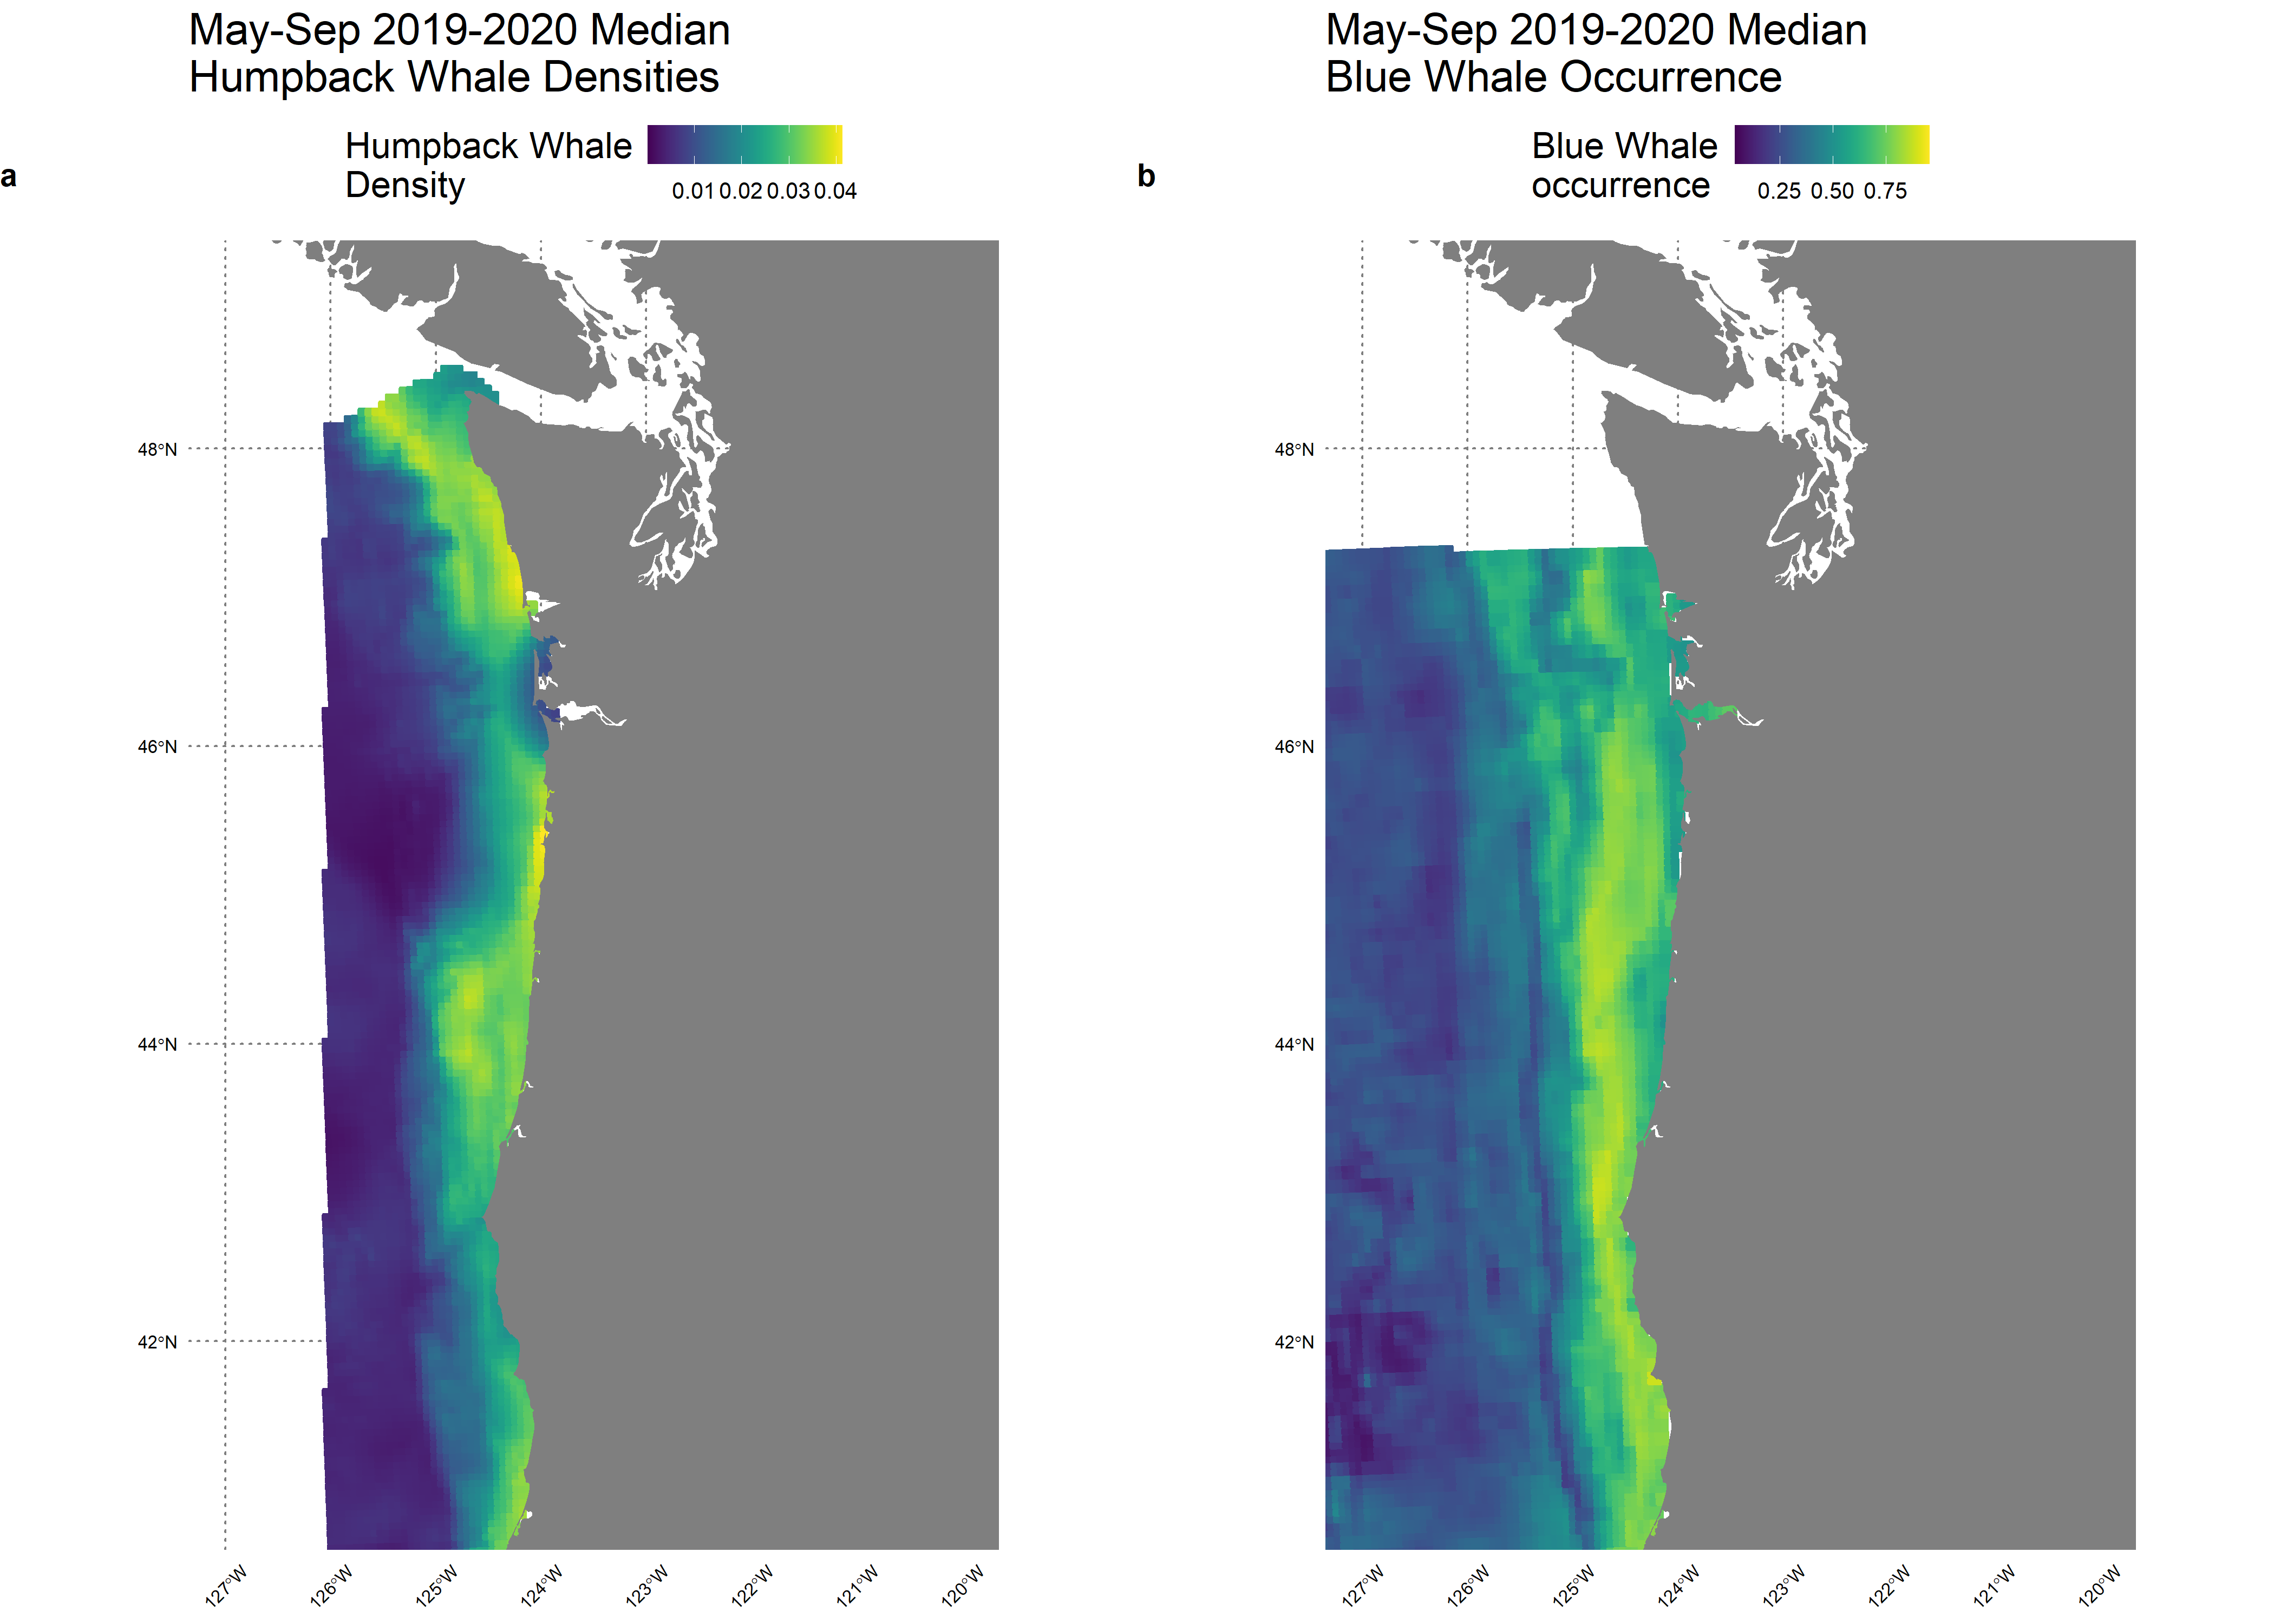 May-Sep 2019-2020 Median
Humpback Whale Densities
Humpback Whale
Density
0.01 0.02 0.03 0.04
a
48°N
46°N
44°N
42°N
127°W 126°W 125°W 124°W 123°W 122°W 121°W 120°W
May-Sep 2019-2020 Median
Blue Whale Occurrence
Blue Whale
occurrence
0.25 0.50 0.75
b
48°N
46°N
44°N
42°N
127°W 126°W 125°W 124°W 123°W 122°W 121°W 120°W